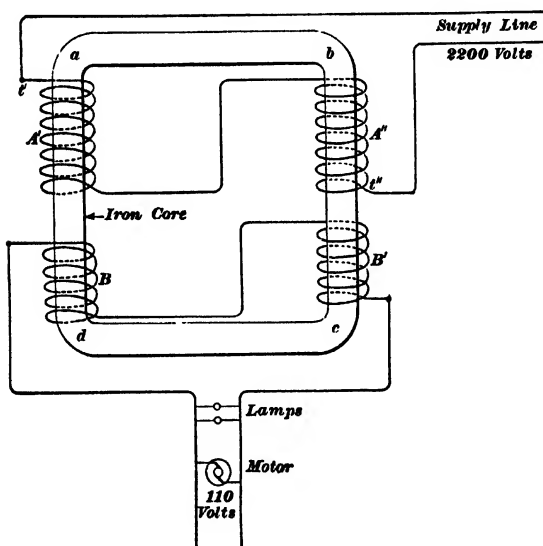 Supply Line
2200 Volts
a
b
t'
A'
A"
t"
Iron Core
B
B'
d
c
Lamps
Motor
110
Volts